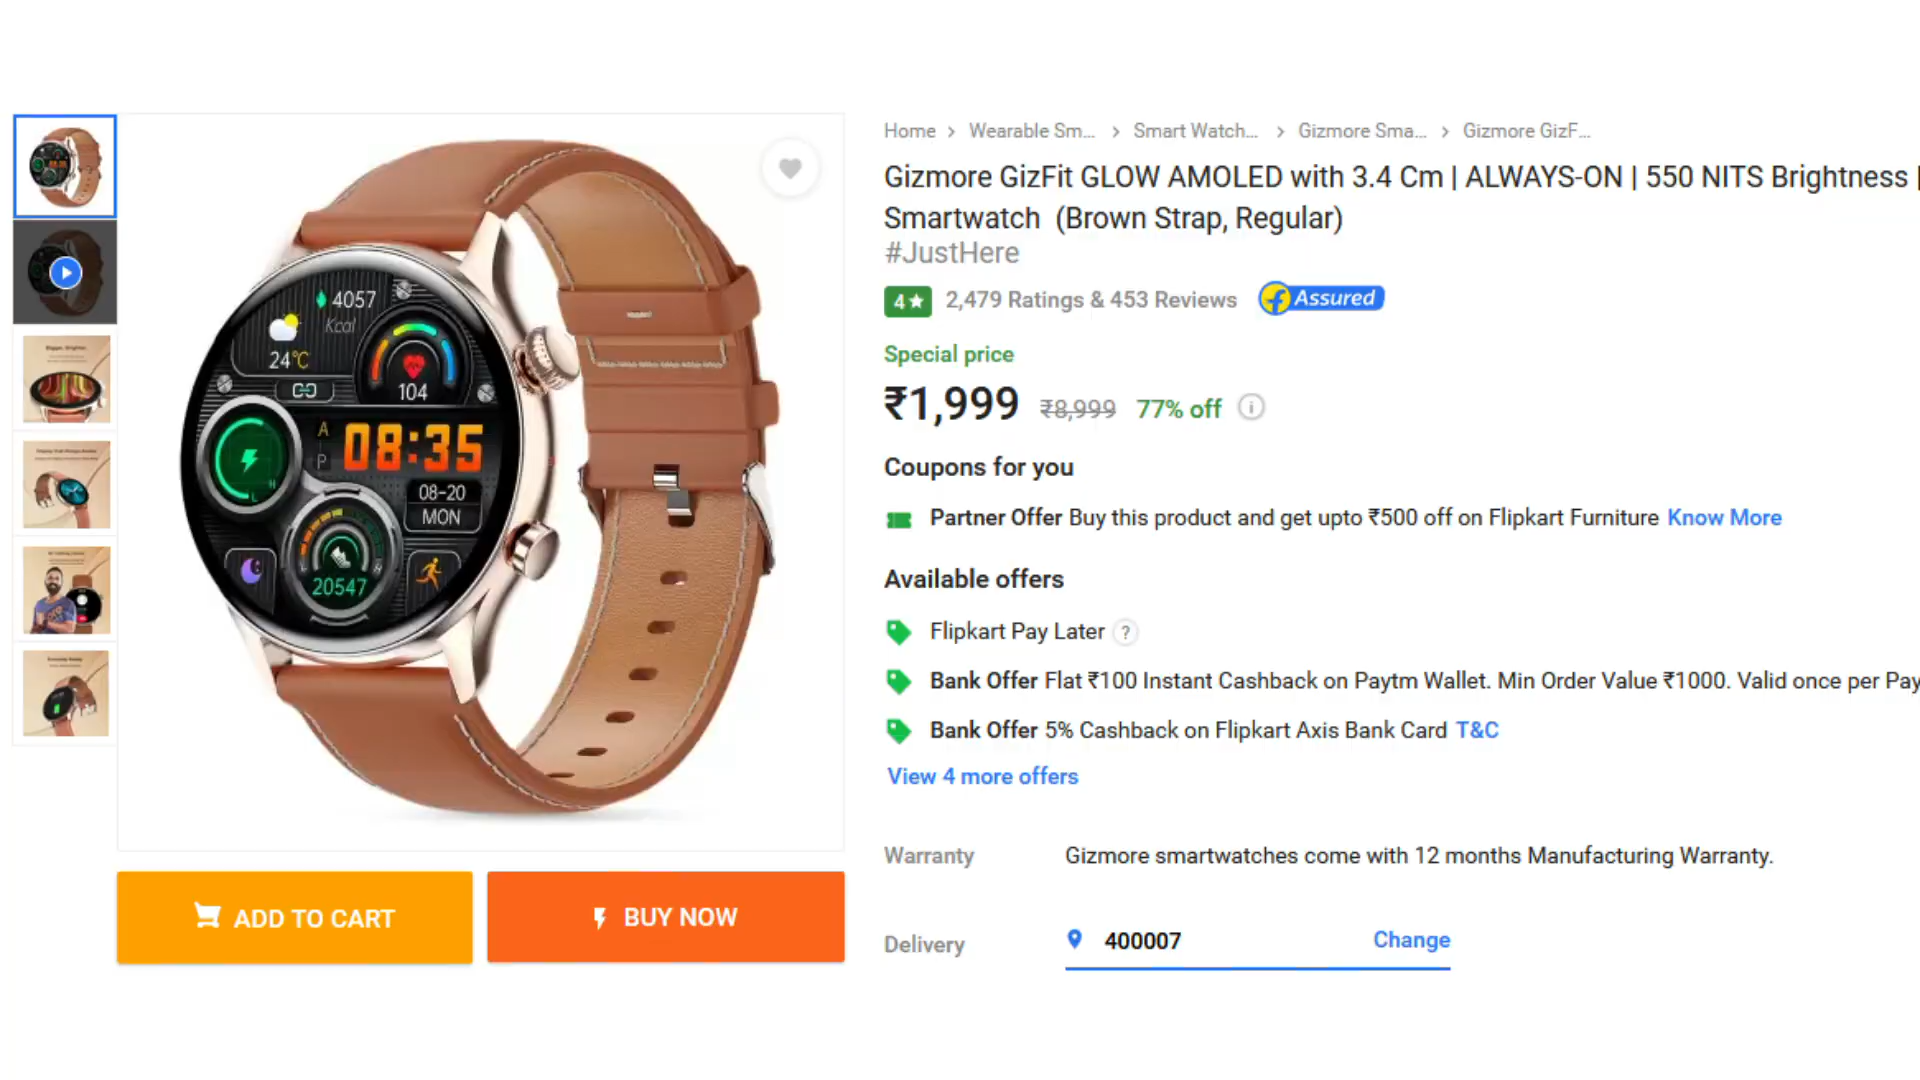 Home > Wearable Sm... > Smart Watch... > Gizmore Sma... > Gizmore GizF...
Gizmore GizFit GLOW AMOLED with 3.4 Cm | ALWAYS-ON | 550 NITS Brightness |
Smartwatch (Brown Strap, Regular)
#JustHere
4★ 2,479 Ratings & 453 Reviews Assured
Special price
₹1,999 ₹8,999 77% off
Coupons for you
Partner Offer Buy this product and get upto ₹500 off on Flipkart Furniture Know More
Available offers
Flipkart Pay Later ?
Bank Offer Flat ₹100 Instant Cashback on Paytm Wallet. Min Order Value ₹1000. Valid once per Pay
Bank Offer 5% Cashback on Flipkart Axis Bank Card T&C
View 4 more offers
Warranty Gizmore smartwatches come with 12 months Manufacturing Warranty.
Delivery 400007 Change
4057
Kcal
24°C
104
A
P
08:35
08-20
MON
L H
L H
20547
ADD TO CART
BUY NOW